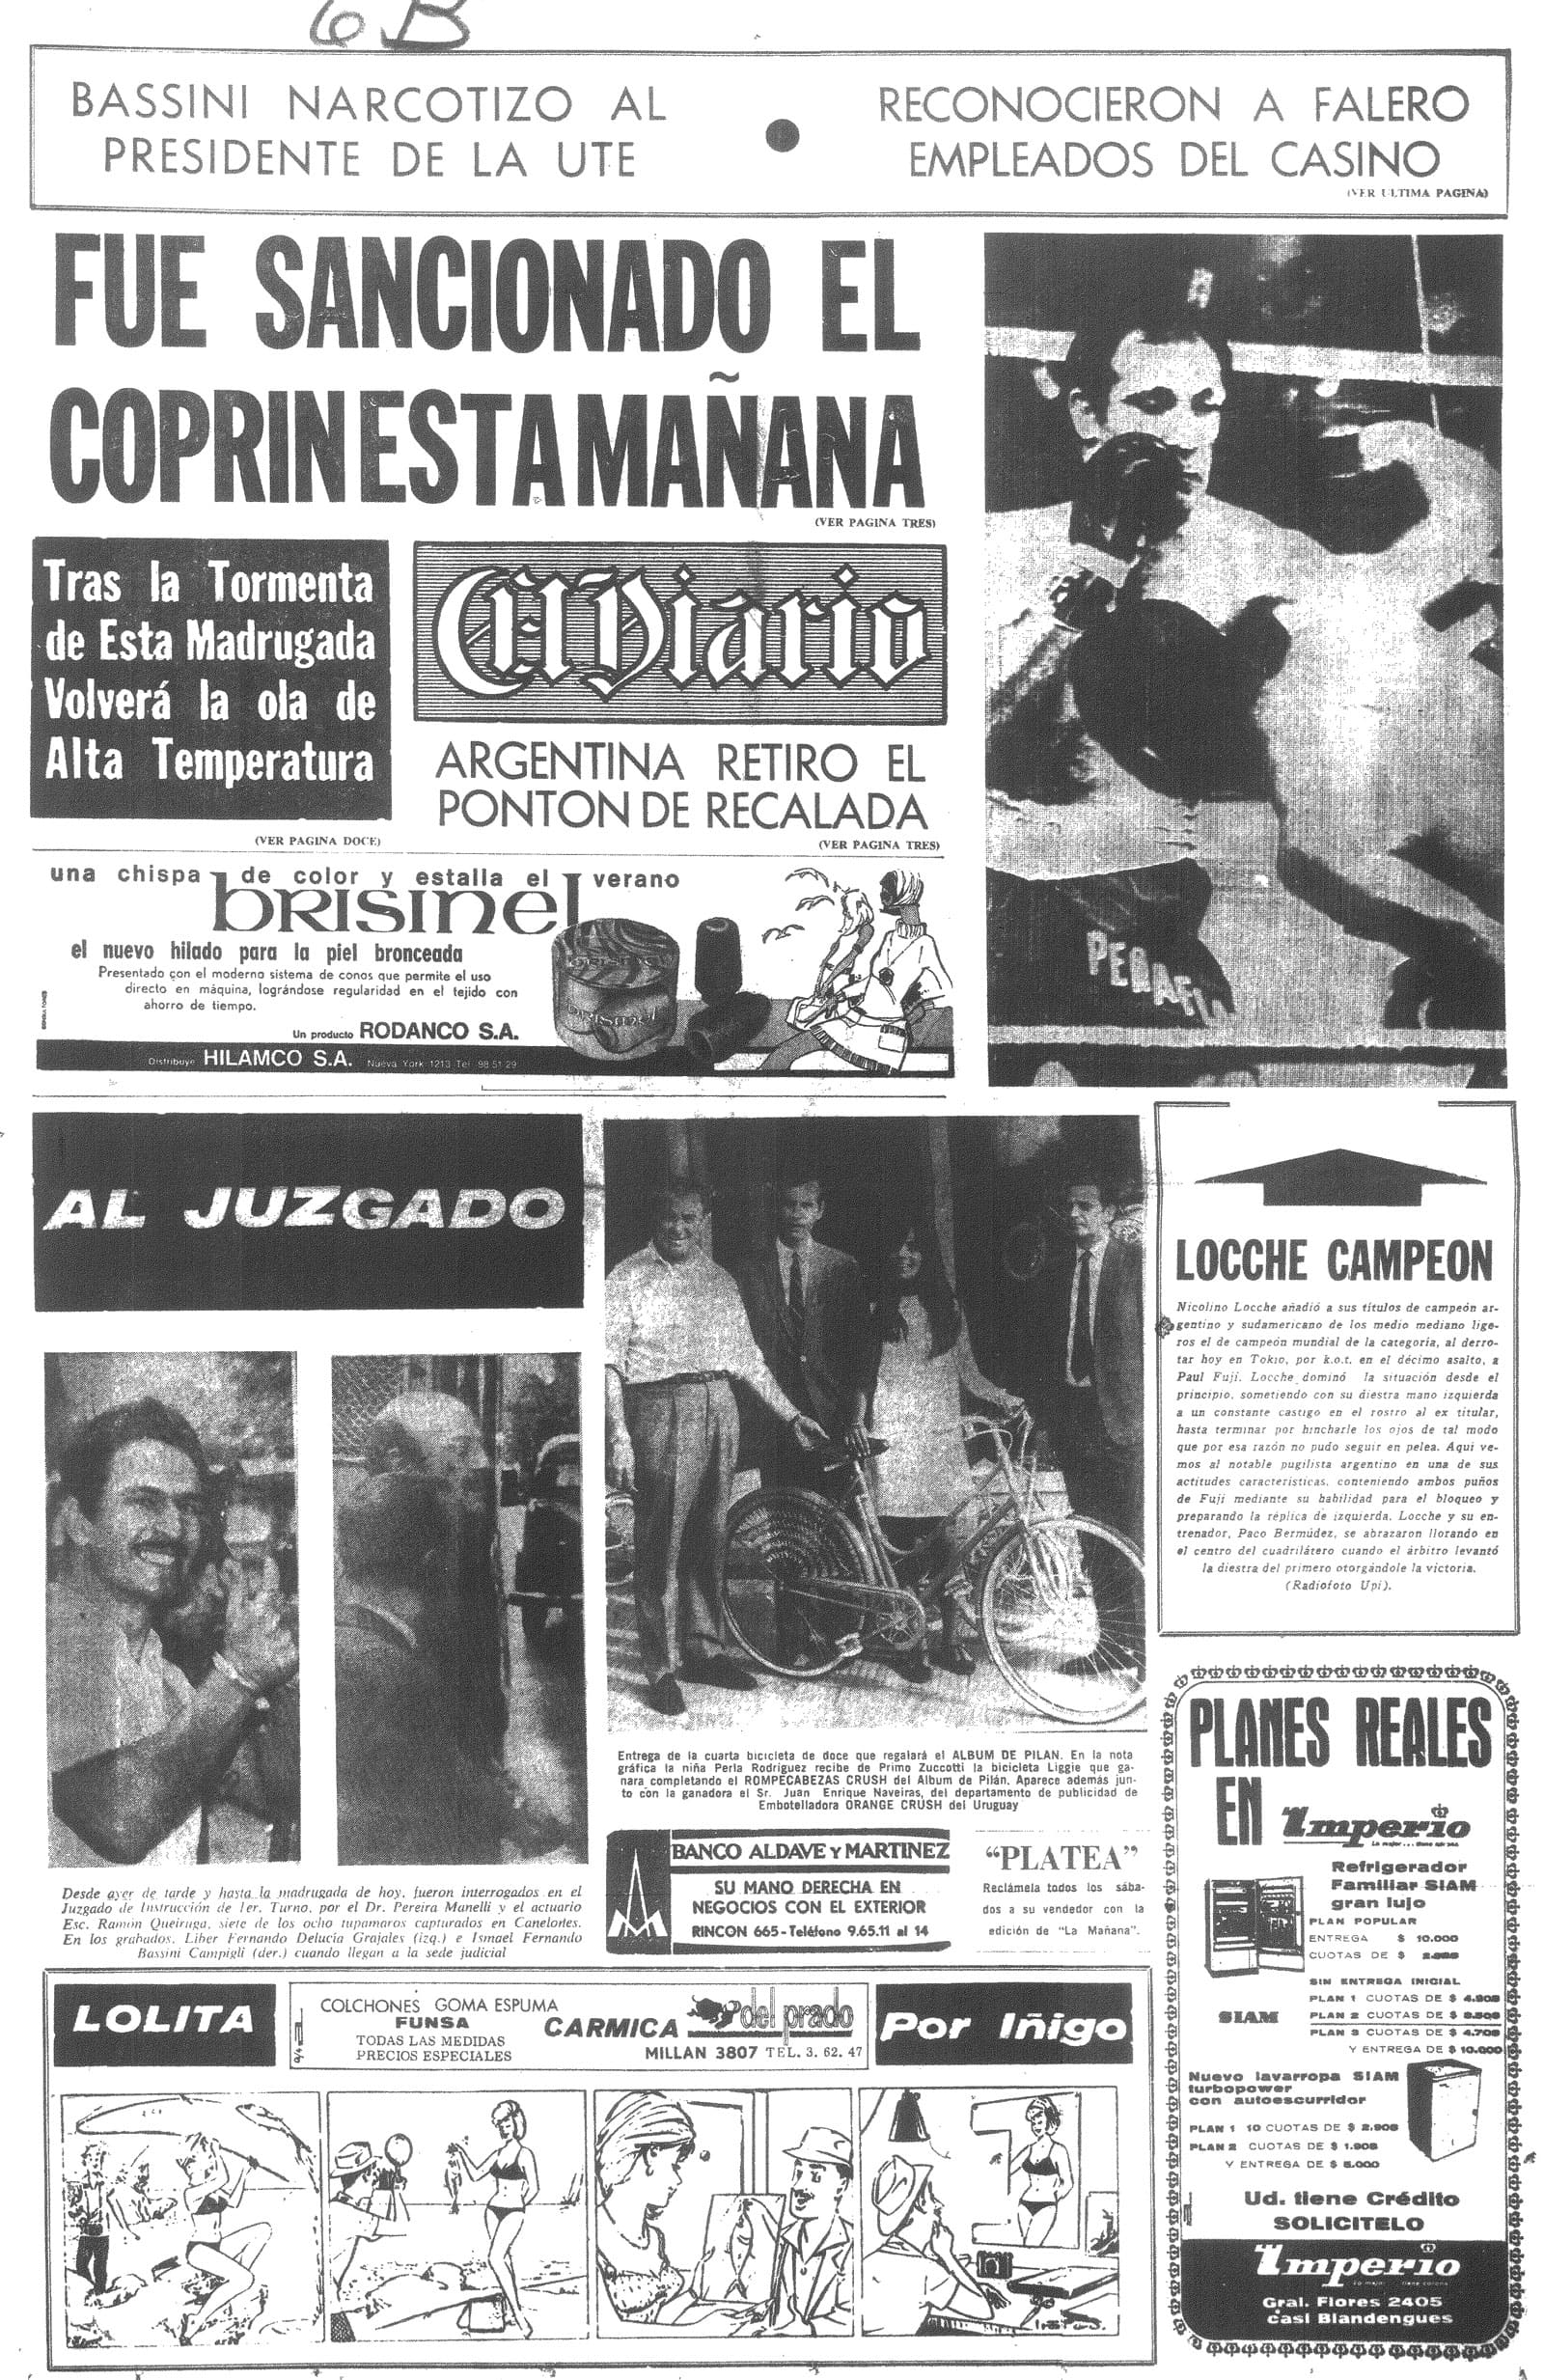 6B
BASSINI NARCOTIZO AL
PRESIDENTE DE LA UTE
RECONOCIERON A FALERO
EMPLEADOS DEL CASINO
(VER ULTIMA PAGINA)
FUE SANCIONADO EL
COPRIN ESTA MAÑANA
(VER PAGINA TRES)
Tras la Tormenta
de Esta Madrugada
Volverá la ola de
Alta Temperatura
(VER PAGINA DOCE)
El Diario
ARGENTINA RETIRO EL
PONTON DE RECALADA
(VER PAGINA TRES)
una chispa de color y estalla el verano
brisinel
el nuevo hilado para la piel bronceada
Presentado con el moderno sistema de conos que permite el uso
directo en máquina, lográndose regularidad en el tejido con
ahorro de tiempo.
Un producto RODANCO S.A.
Distribuye HILAMCO S.A. Nueva York 1213 Tel 98 51 29
BRISINEL
BRISINEL
AL JUZGADO
Desde ayer de tarde y hasta la madrugada de hoy, fueron interrogados en el
Juzgado de Instrucción de 1er. Turno, por el Dr. Pereira Manelli y el actuario
Esc. Ramón Queiruga, siete de los ocho tupamaros capturados en Canelones.
En los grabados, Liber Fernando Delucía Grajales (izq.) e Ismael Fernando
Bassini Campigli (der.) cuando llegan a la sede judicial
Entrega de la cuarta bicicleta de doce que regalará el ALBUM DE PILAN. En la nota
gráfica la niña Perla Rodríguez recibe de Primo Zuccotti la bicicleta Liggie que ga-
nara completando el ROMPECABEZAS CRUSH del Album de Pilán. Aparece además jun-
to con la ganadora el Sr. Juan Enrique Naveiras, del departamento de publicidad de
Embotelladora ORANGE CRUSH del Uruguay
BANCO ALDAVE Y MARTINEZ
SU MANO DERECHA EN
NEGOCIOS CON EL EXTERIOR
RINCON 665 - Teléfono 9.65.11 al 14
"PLATEA"
Reclámela todos los sába-
dos a su vendedor con la
edición de "La Mañana".
LOCCHE CAMPEON
Nicolino Locche añadió a sus títulos de campeón ar-
gentino y sudamericano de los medio mediano lige-
ros el de campeón mundial de la categoría, al derro-
tar hoy en Tokio, por k.o.t. en el décimo asalto, a
Paul Fuji. Locche dominó la situación desde el
principio, sometiendo con su diestra mano izquierda
a un constante castigo en el rostro al ex titular,
hasta terminar por hincharle los ojos de tal modo
que por esa razón no pudo seguir en pelea. Aquí ve-
mos al notable pugilista argentino en una de sus
actitudes características, conteniendo ambos puños
de Fuji mediante su habilidad para el bloqueo y
preparando la réplica de izquierda. Locche y su en-
trenador, Paco Bermúdez, se abrazaron llorando en
el centro del cuadrilátero cuando el árbitro levantó
la diestra del primero otorgándole la victoria.
(Radiofoto Upi).
PLANES REALES
EN Imperio
Refrigerador
Familiar SIAM
gran lujo
PLAN POPULAR
ENTREGA $ 10.000
CUOTAS DE $
SIN ENTREGA INICIAL
PLAN 1 CUOTAS DE $ 4.905
SIAM
PLAN 2 CUOTAS DE $
PLAN 3 CUOTAS DE $ 4.705
Y ENTREGA DE $ 10.000
Nuevo lavarropa SIAM
turbopower
con autoescurridor
PLAN 1 10 CUOTAS DE $ 2.905
PLAN 2 CUOTAS DE $ 1.905
Y ENTREGA DE $ 5.000
Ud. tiene Crédito
SOLICITELO
Imperio
Gral. Flores 2405
casi Blandengues
LOLITA
COLCHONES GOMA ESPUMA
FUNSA
TODAS LAS MEDIDAS
PRECIOS ESPECIALES
CARMICA del prado
MILLAN 3807 TEL. 3. 62. 47
Por Iñigo